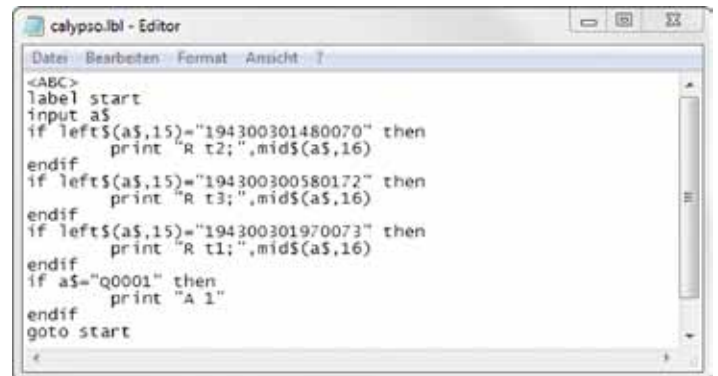 calypso.lbl - Editor
Datei Bearbeiten Format Ansicht ?
<ABC>
label start
input a$
if left$(a$,15)="194300301480070" then
print "R t2;",mid$(a$,16)
endif
if left$(a$,15)="194300300580172" then
print "R t3;",mid$(a$,16)
endif
if left$(a$,15)="194300301970073" then
print "R t1;",mid$(a$,16)
endif
if a$="Q0001" then
print "A 1"
endif
goto start